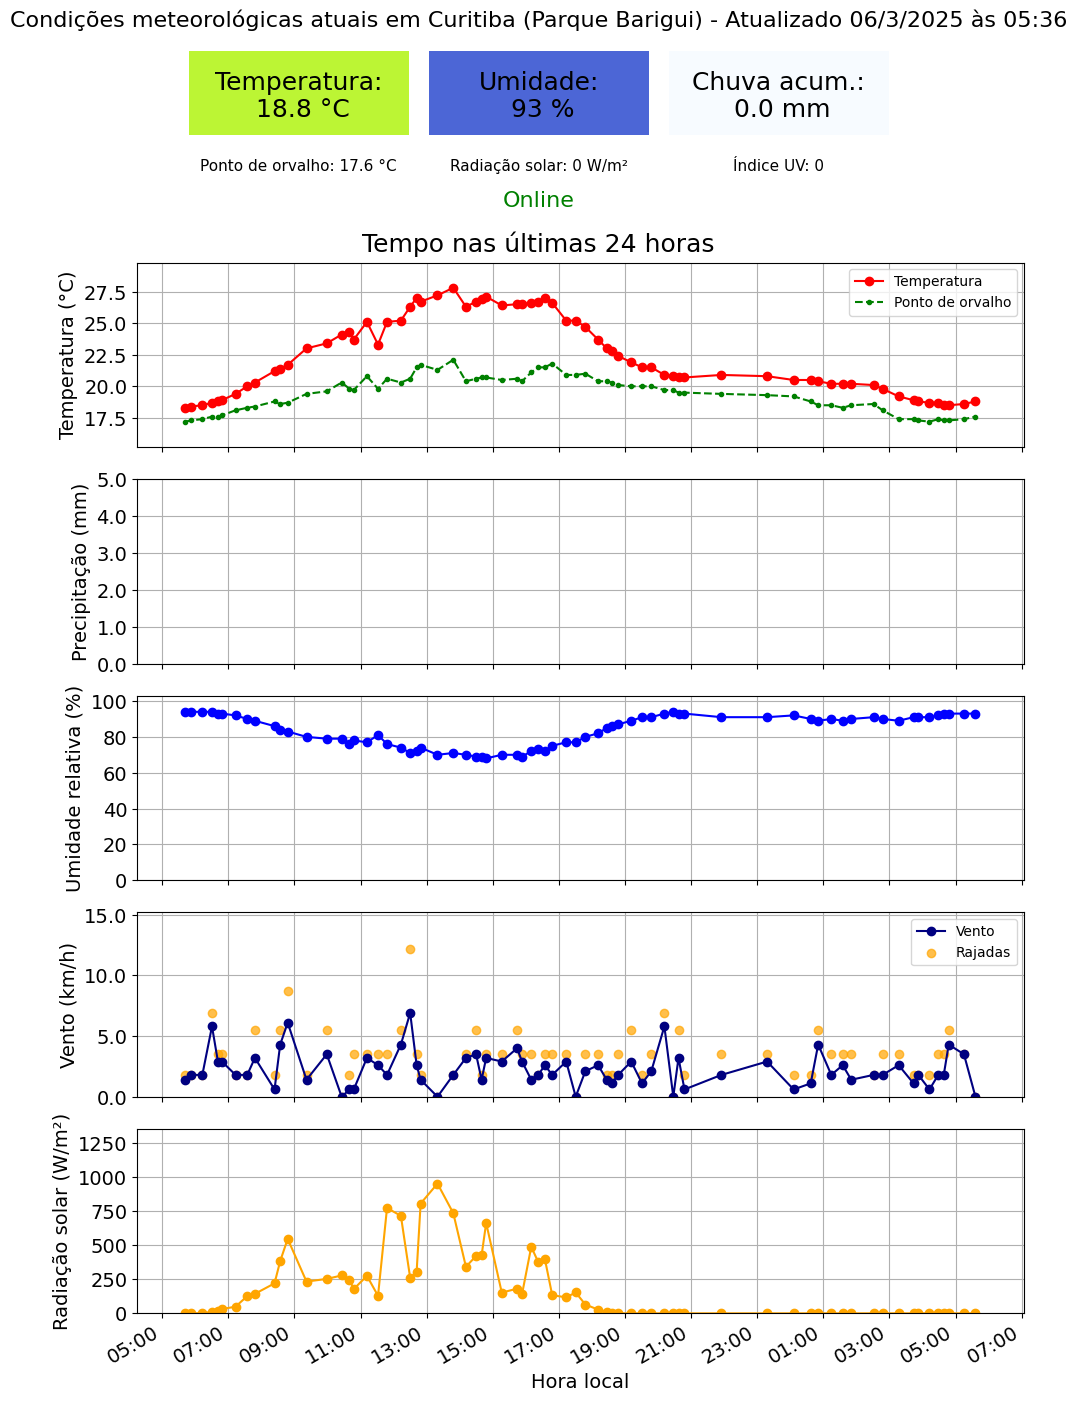 Condições meteorológicas atuais em Curitiba (Parque Barigui) - Atualizado 06/3/2025 às 05:36
Temperatura:
18.8 °C
Umidade:
93 %
Chuva acum.:
0.0 mm
Ponto de orvalho: 17.6 °C
Radiação solar: 0 W/m²
Índice UV: 0
Online
Tempo nas últimas 24 horas
Temperatura (°C)
27.5
25.0
22.5
20.0
17.5
Temperatura
Ponto de orvalho
Precipitação (mm)
5.0
4.0
3.0
2.0
1.0
0.0
Umidade relativa (%)
100
80
60
40
20
0
Vento (km/h)
15.0
10.0
5.0
0.0
Vento
Rajadas
Radiação solar (W/m²)
1250
1000
750
500
250
0
05:00
07:00
09:00
11:00
13:00
15:00
17:00
19:00
21:00
23:00
01:00
03:00
05:00
07:00
Hora local